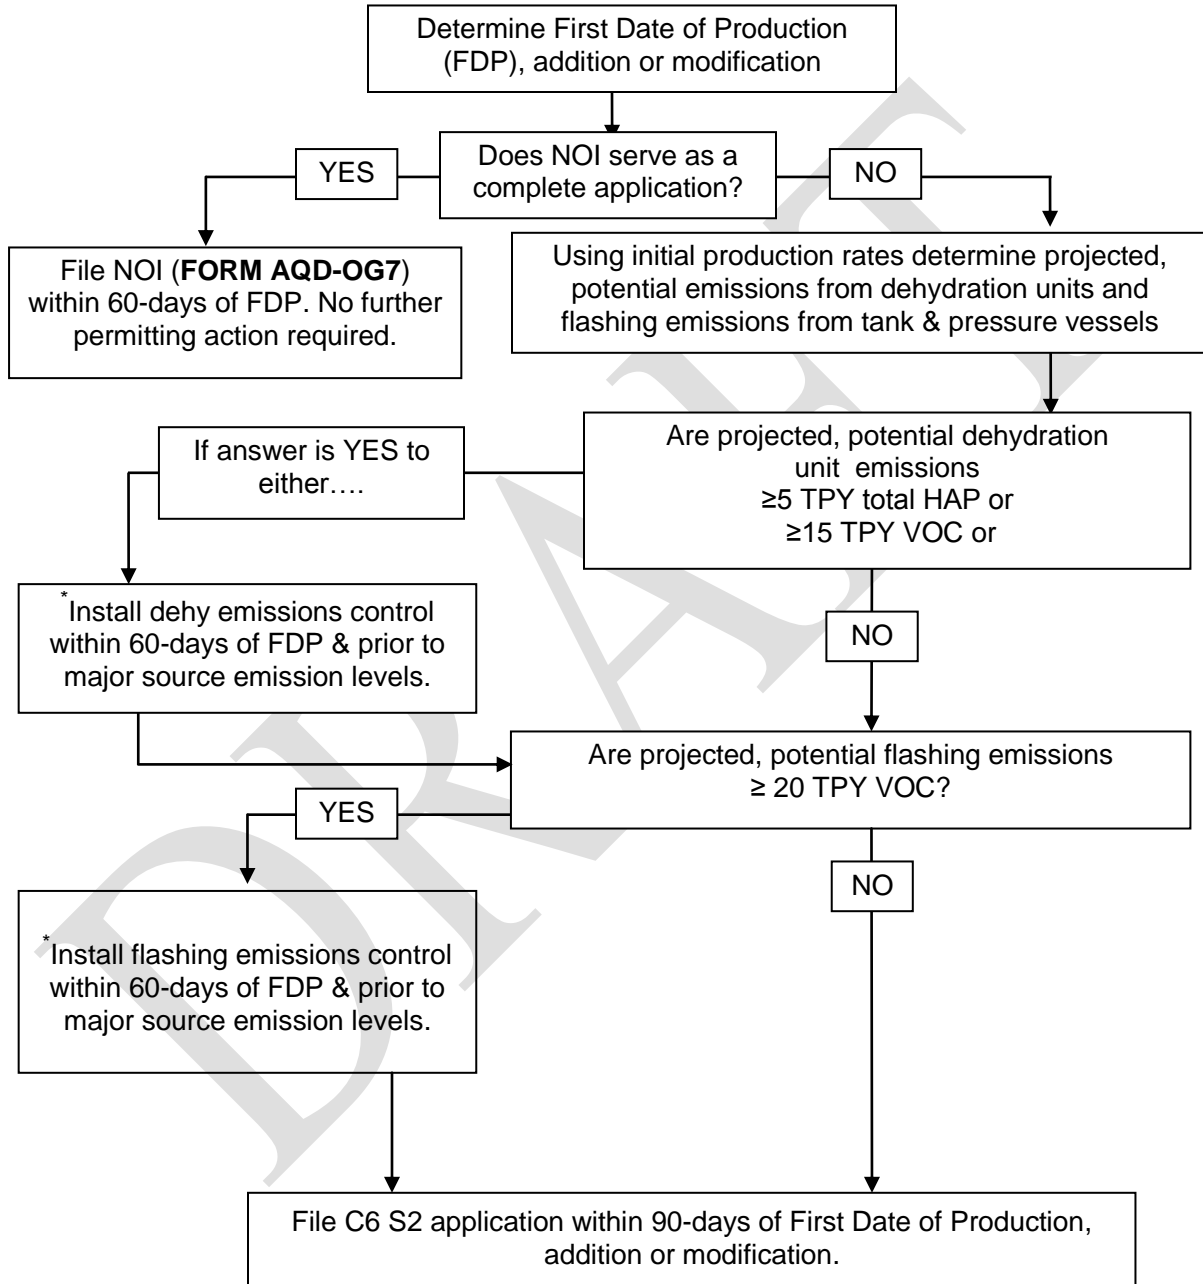 Determine First Date of Production
(FDP), addition or modification
Does NOI serve as a
complete application?
YES
NO
File NOI (FORM AQD-OG7)
within 60-days of FDP. No further
permitting action required.
Using initial production rates determine projected,
potential emissions from dehydration units and
flashing emissions from tank & pressure vessels
Are projected, potential dehydration
unit emissions
≥5 TPY total HAP or
≥15 TPY VOC or
If answer is YES to
either….
*Install dehy emissions control
within 60-days of FDP & prior to
major source emission levels.
NO
Are projected, potential flashing emissions
≥ 20 TPY VOC?
YES
NO
*Install flashing emissions control
within 60-days of FDP & prior to
major source emission levels.
File C6 S2 application within 90-days of First Date of Production,
addition or modification.
DRAFT